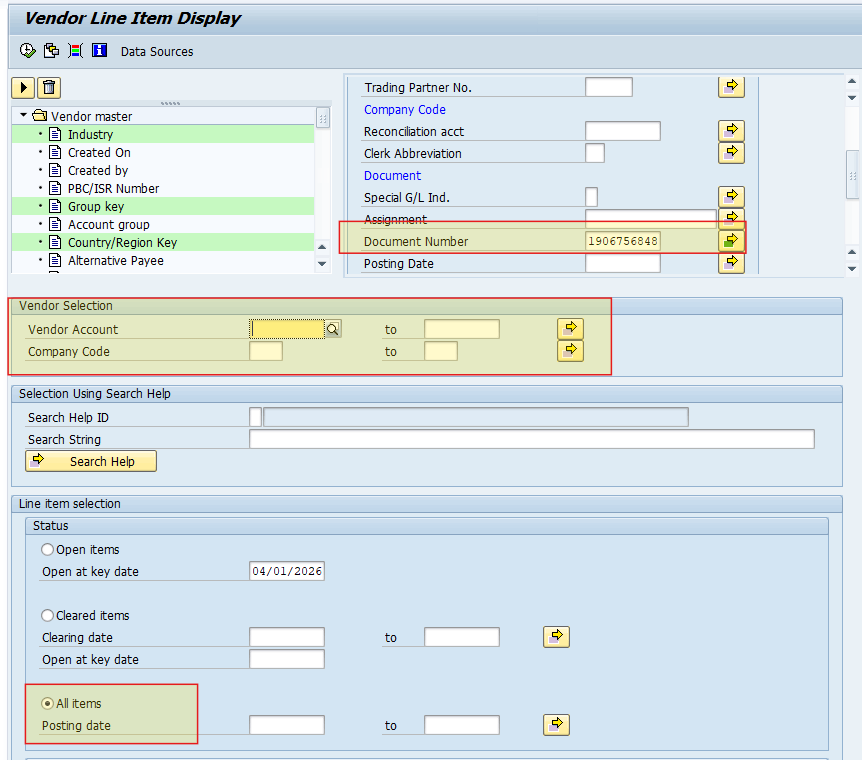 Vendor Line Item Display
Data Sources
Vendor master
Industry
Created On
Created by
PBC/ISR Number
Group key
Account group
Country/Region Key
Alternative Payee
Trading Partner No.
Company Code
Reconciliation acct
Clerk Abbreviation
Document
Special G/L Ind.
Assignment
Document Number 1906756848
Posting Date
Vendor Selection
Vendor Account to
Company Code to
Selection Using Search Help
Search Help ID
Search String
Search Help
Line item selection
Status
Open items
Open at key date 04/01/2026
Cleared items
Clearing date to
Open at key date
All items
Posting date to